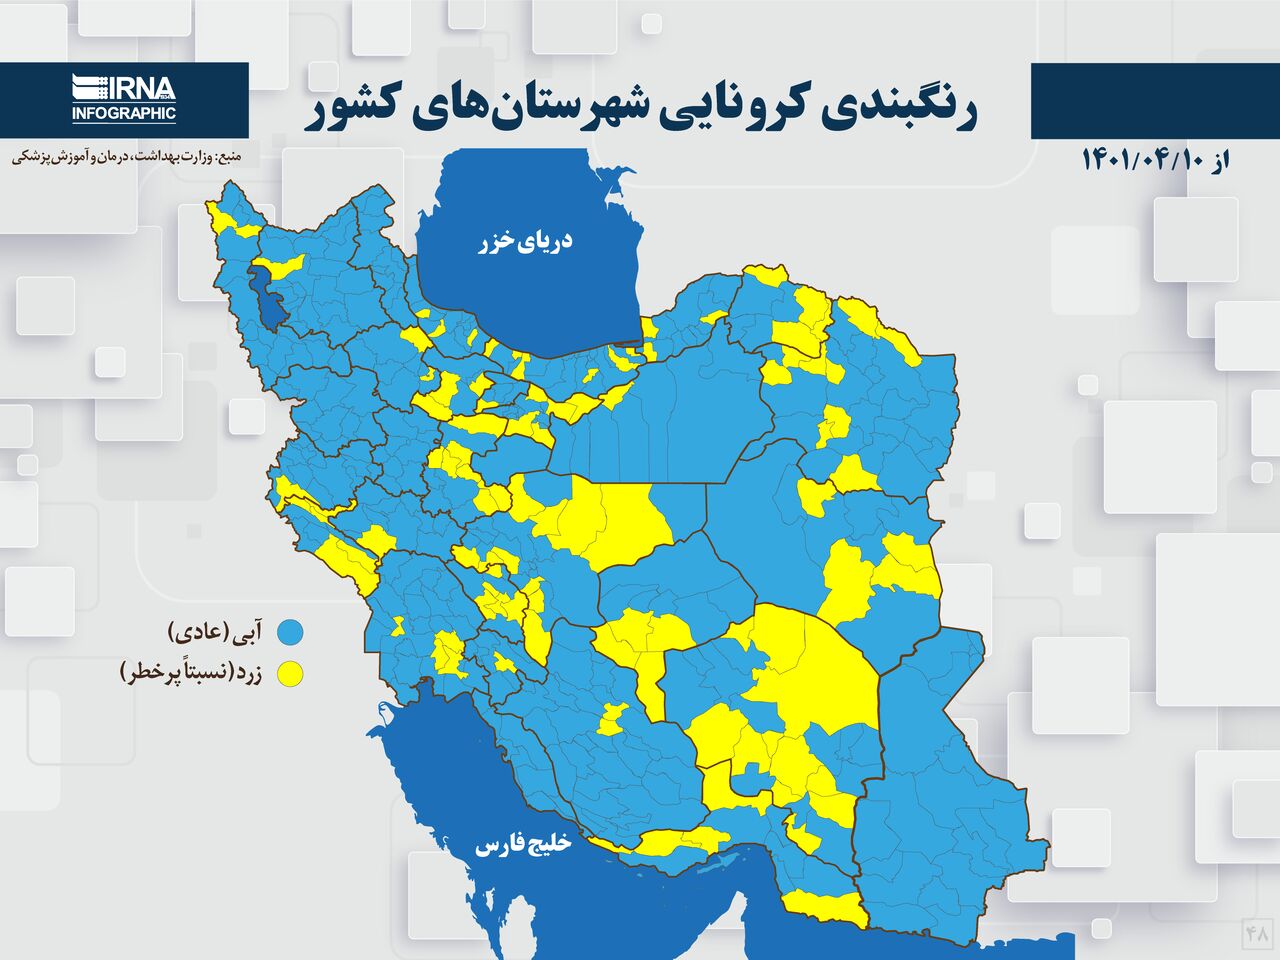 رنگبندی کرونایی شهرستان‌های کشور
IRNA
INFOGRAPHIC
از ۱۴۰۱/۰۴/۱۰
منبع: وزارت بهداشت، درمان و آموزش پزشکی
دریای خزر
آبی (عادی)
زرد (نسبتاً پرخطر)
خلیج فارس
۴۸